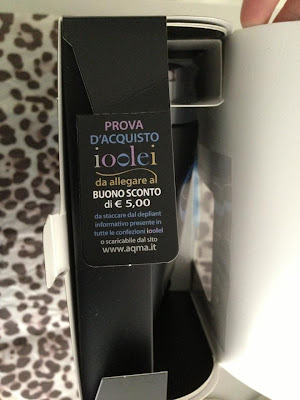 PROVA
D'ACQUISTO
ioolei
da allegare al
BUONO SCONTO
di € 5,00
da staccare dal depliant
informativo presente in
tutte le confezioni ioolei
o scaricabile dal sito
www.aqma.it